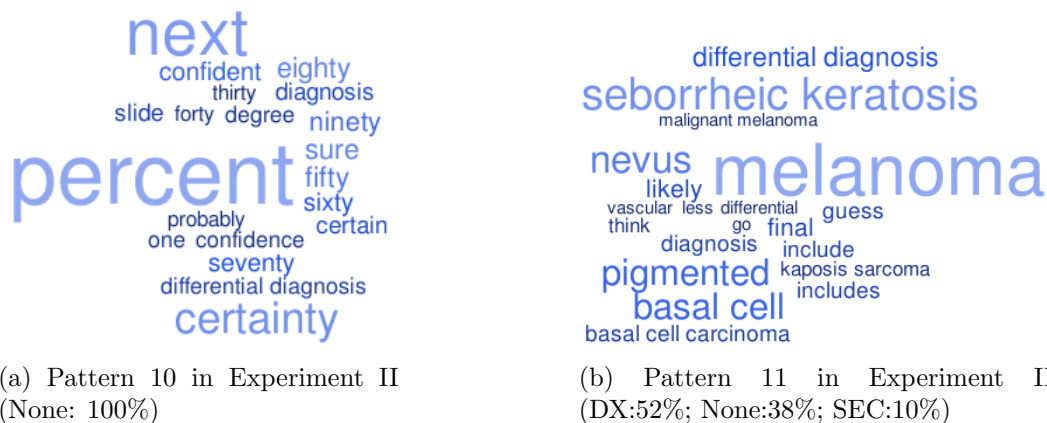 next
confident eighty
thirty diagnosis
slide forty degree ninety
percent sure
fifty
sixty
probably certain
one confidence
seventy
differential diagnosis
certainty
(a) Pattern 10 in Experiment II
(None: 100%)
differential diagnosis
seborrheic keratosis
malignant melanoma
nevus melanoma
likely
vascular less differential guess
think go final
diagnosis include
pigmented kaposis sarcoma
basal cell includes
basal cell carcinoma
(b) Pattern 11 in Experiment II
(DX:52%; None:38%; SEC:10%)